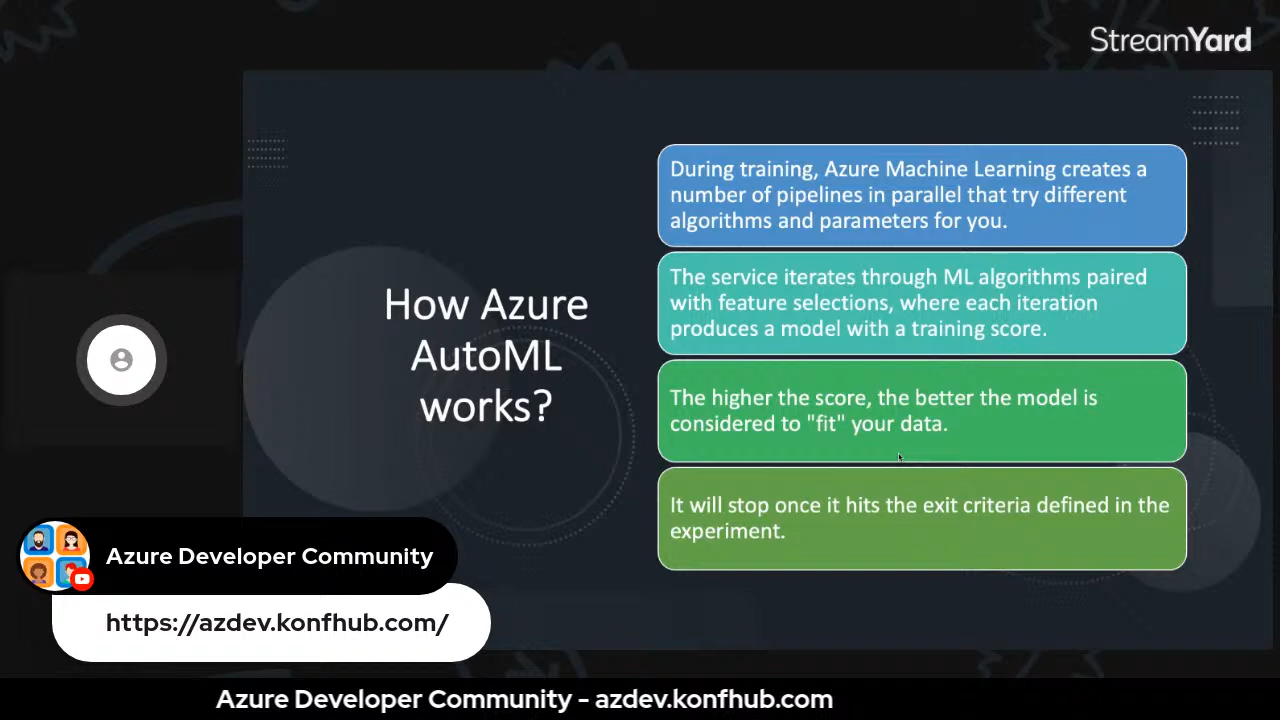 StreamYard
How Azure
AutoML
works?
During training, Azure Machine Learning creates a
number of pipelines in parallel that try different
algorithms and parameters for you.
The service iterates through ML algorithms paired
with feature selections, where each iteration
produces a model with a training score.
The higher the score, the better the model is
considered to "fit" your data.
It will stop once it hits the exit criteria defined in the
experiment.
Azure Developer Community
https://azdev.konfhub.com/
Azure Developer Community - azdev.konfhub.com